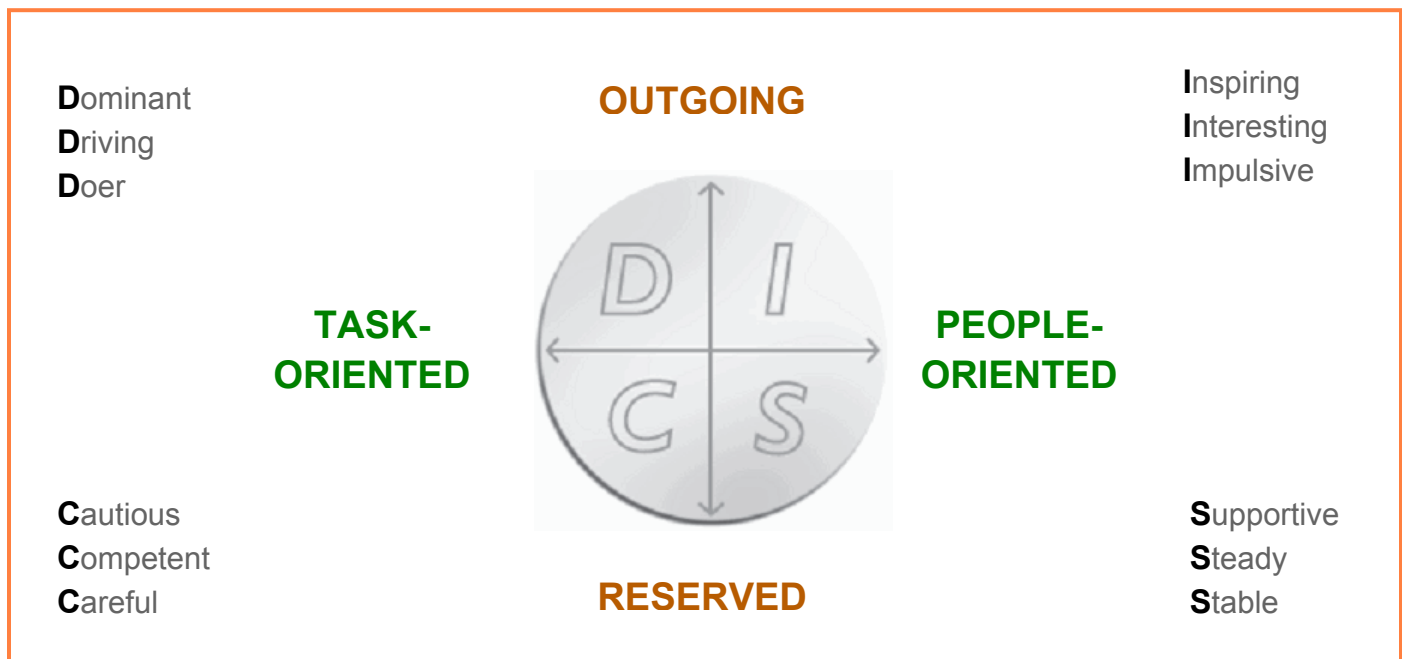 Dominant
Driving
Doer
OUTGOING
Inspiring
Interesting
Impulsive
D I
TASK-
ORIENTED
PEOPLE-
ORIENTED
C S
Cautious
Competent
Careful
RESERVED
Supportive
Steady
Stable